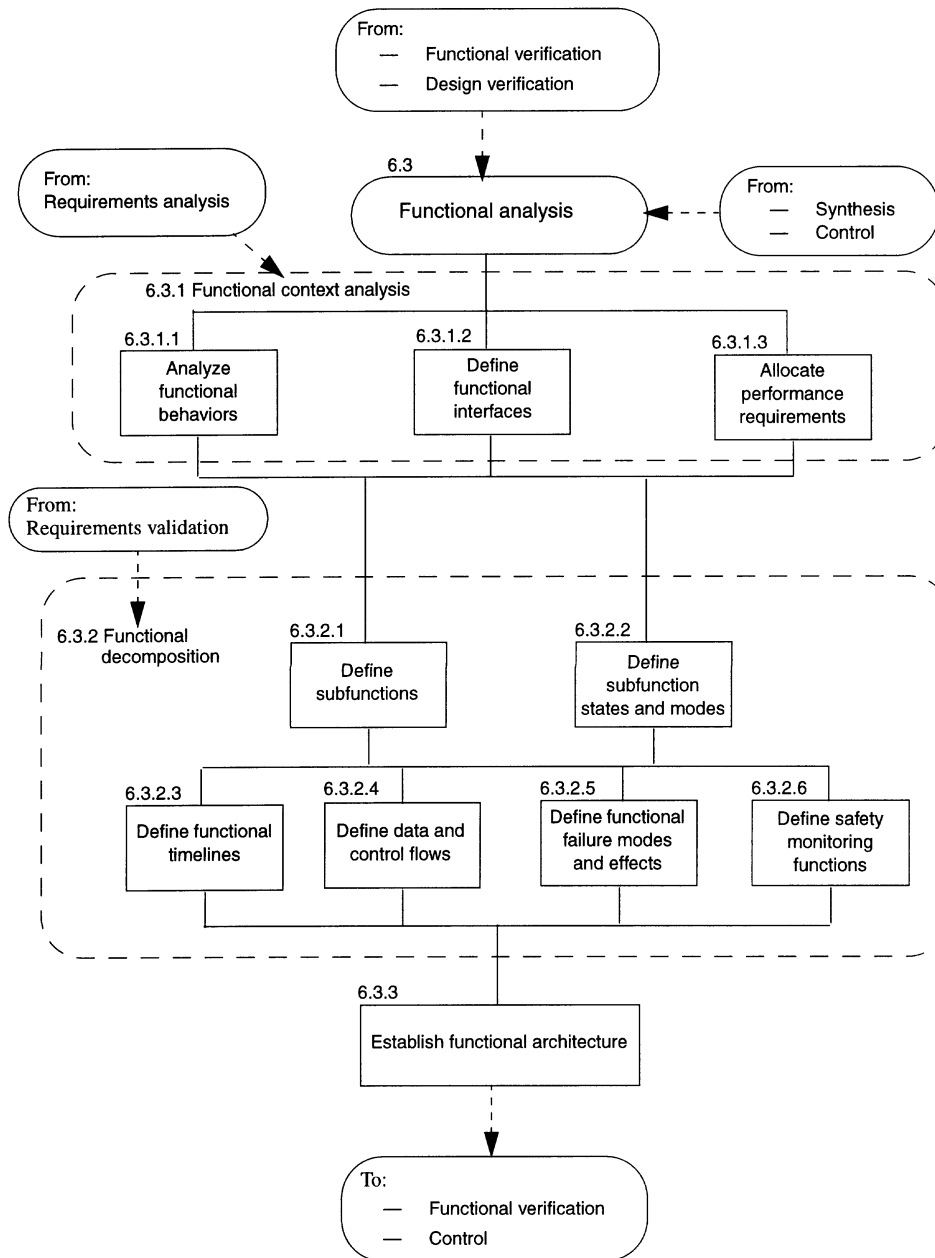 From:
— Functional verification
— Design verification
6.3
Functional analysis
From:
Requirements analysis
From:
— Synthesis
— Control
6.3.1 Functional context analysis
6.3.1.1
Analyze
functional
behaviors
6.3.1.2
Define
functional
interfaces
6.3.1.3
Allocate
performance
requirements
From:
Requirements validation
6.3.2 Functional
decomposition
6.3.2.1
Define
subfunctions
6.3.2.2
Define
subfunction
states and modes
6.3.2.3
Define functional
timelines
6.3.2.4
Define data and
control flows
6.3.2.5
Define functional
failure modes
and effects
6.3.2.6
Define safety
monitoring
functions
6.3.3
Establish functional architecture
To:
— Functional verification
— Control